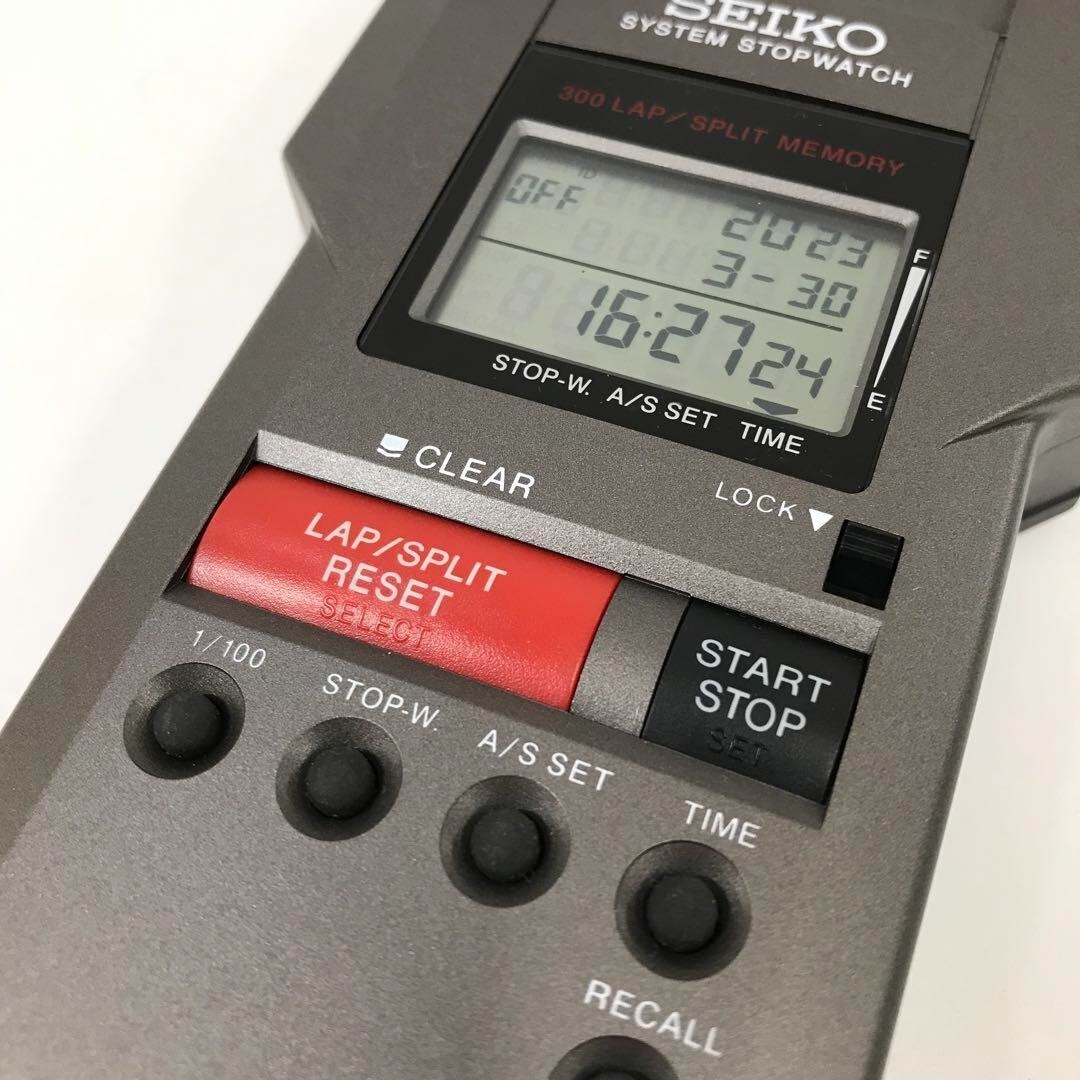 SEIKO
SYSTEM STOPWATCH
300 LAP/SPLIT MEMORY
ID
OFF 2023
3-30
16:27 24
F
E
STOP-W. A/S SET TIME
CLEAR
LOCK
LAP/SPLIT
RESET
SELECT
START
STOP
SET
1/100
STOP-W.
A/S SET
TIME
RECALL